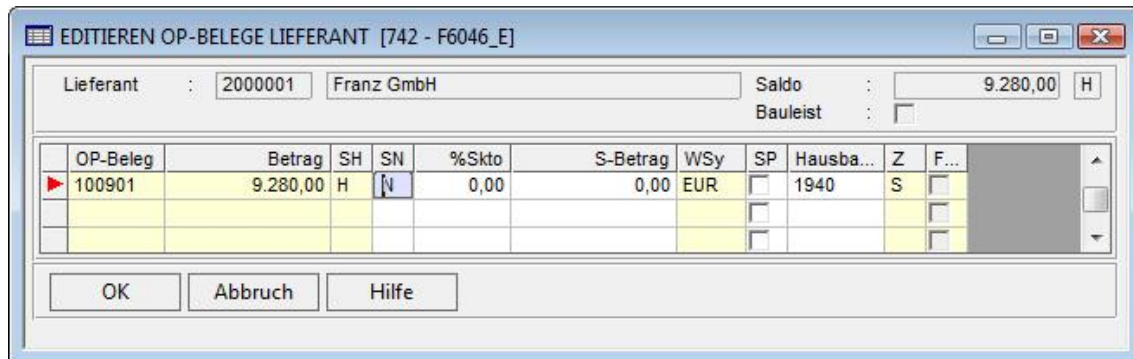 EDITIEREN OP-BELEGE LIEFERANT [742 - F6046_E]
Lieferant : 2000001 Franz GmbH Saldo : 9.280,00 H
Bauleist :
OP-Beleg Betrag SH SN %Skto S-Betrag WSy SP Hausba... Z F...
100901 9.280,00 H N 0,00 0,00 EUR 1940 S
OK Abbruch Hilfe